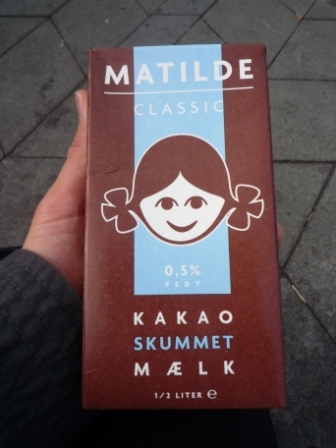 MATILDE
CLASSIC
0,5%
FEDT
KAKAO
SKUMMET
MÆLK
1/2 LITER ℮